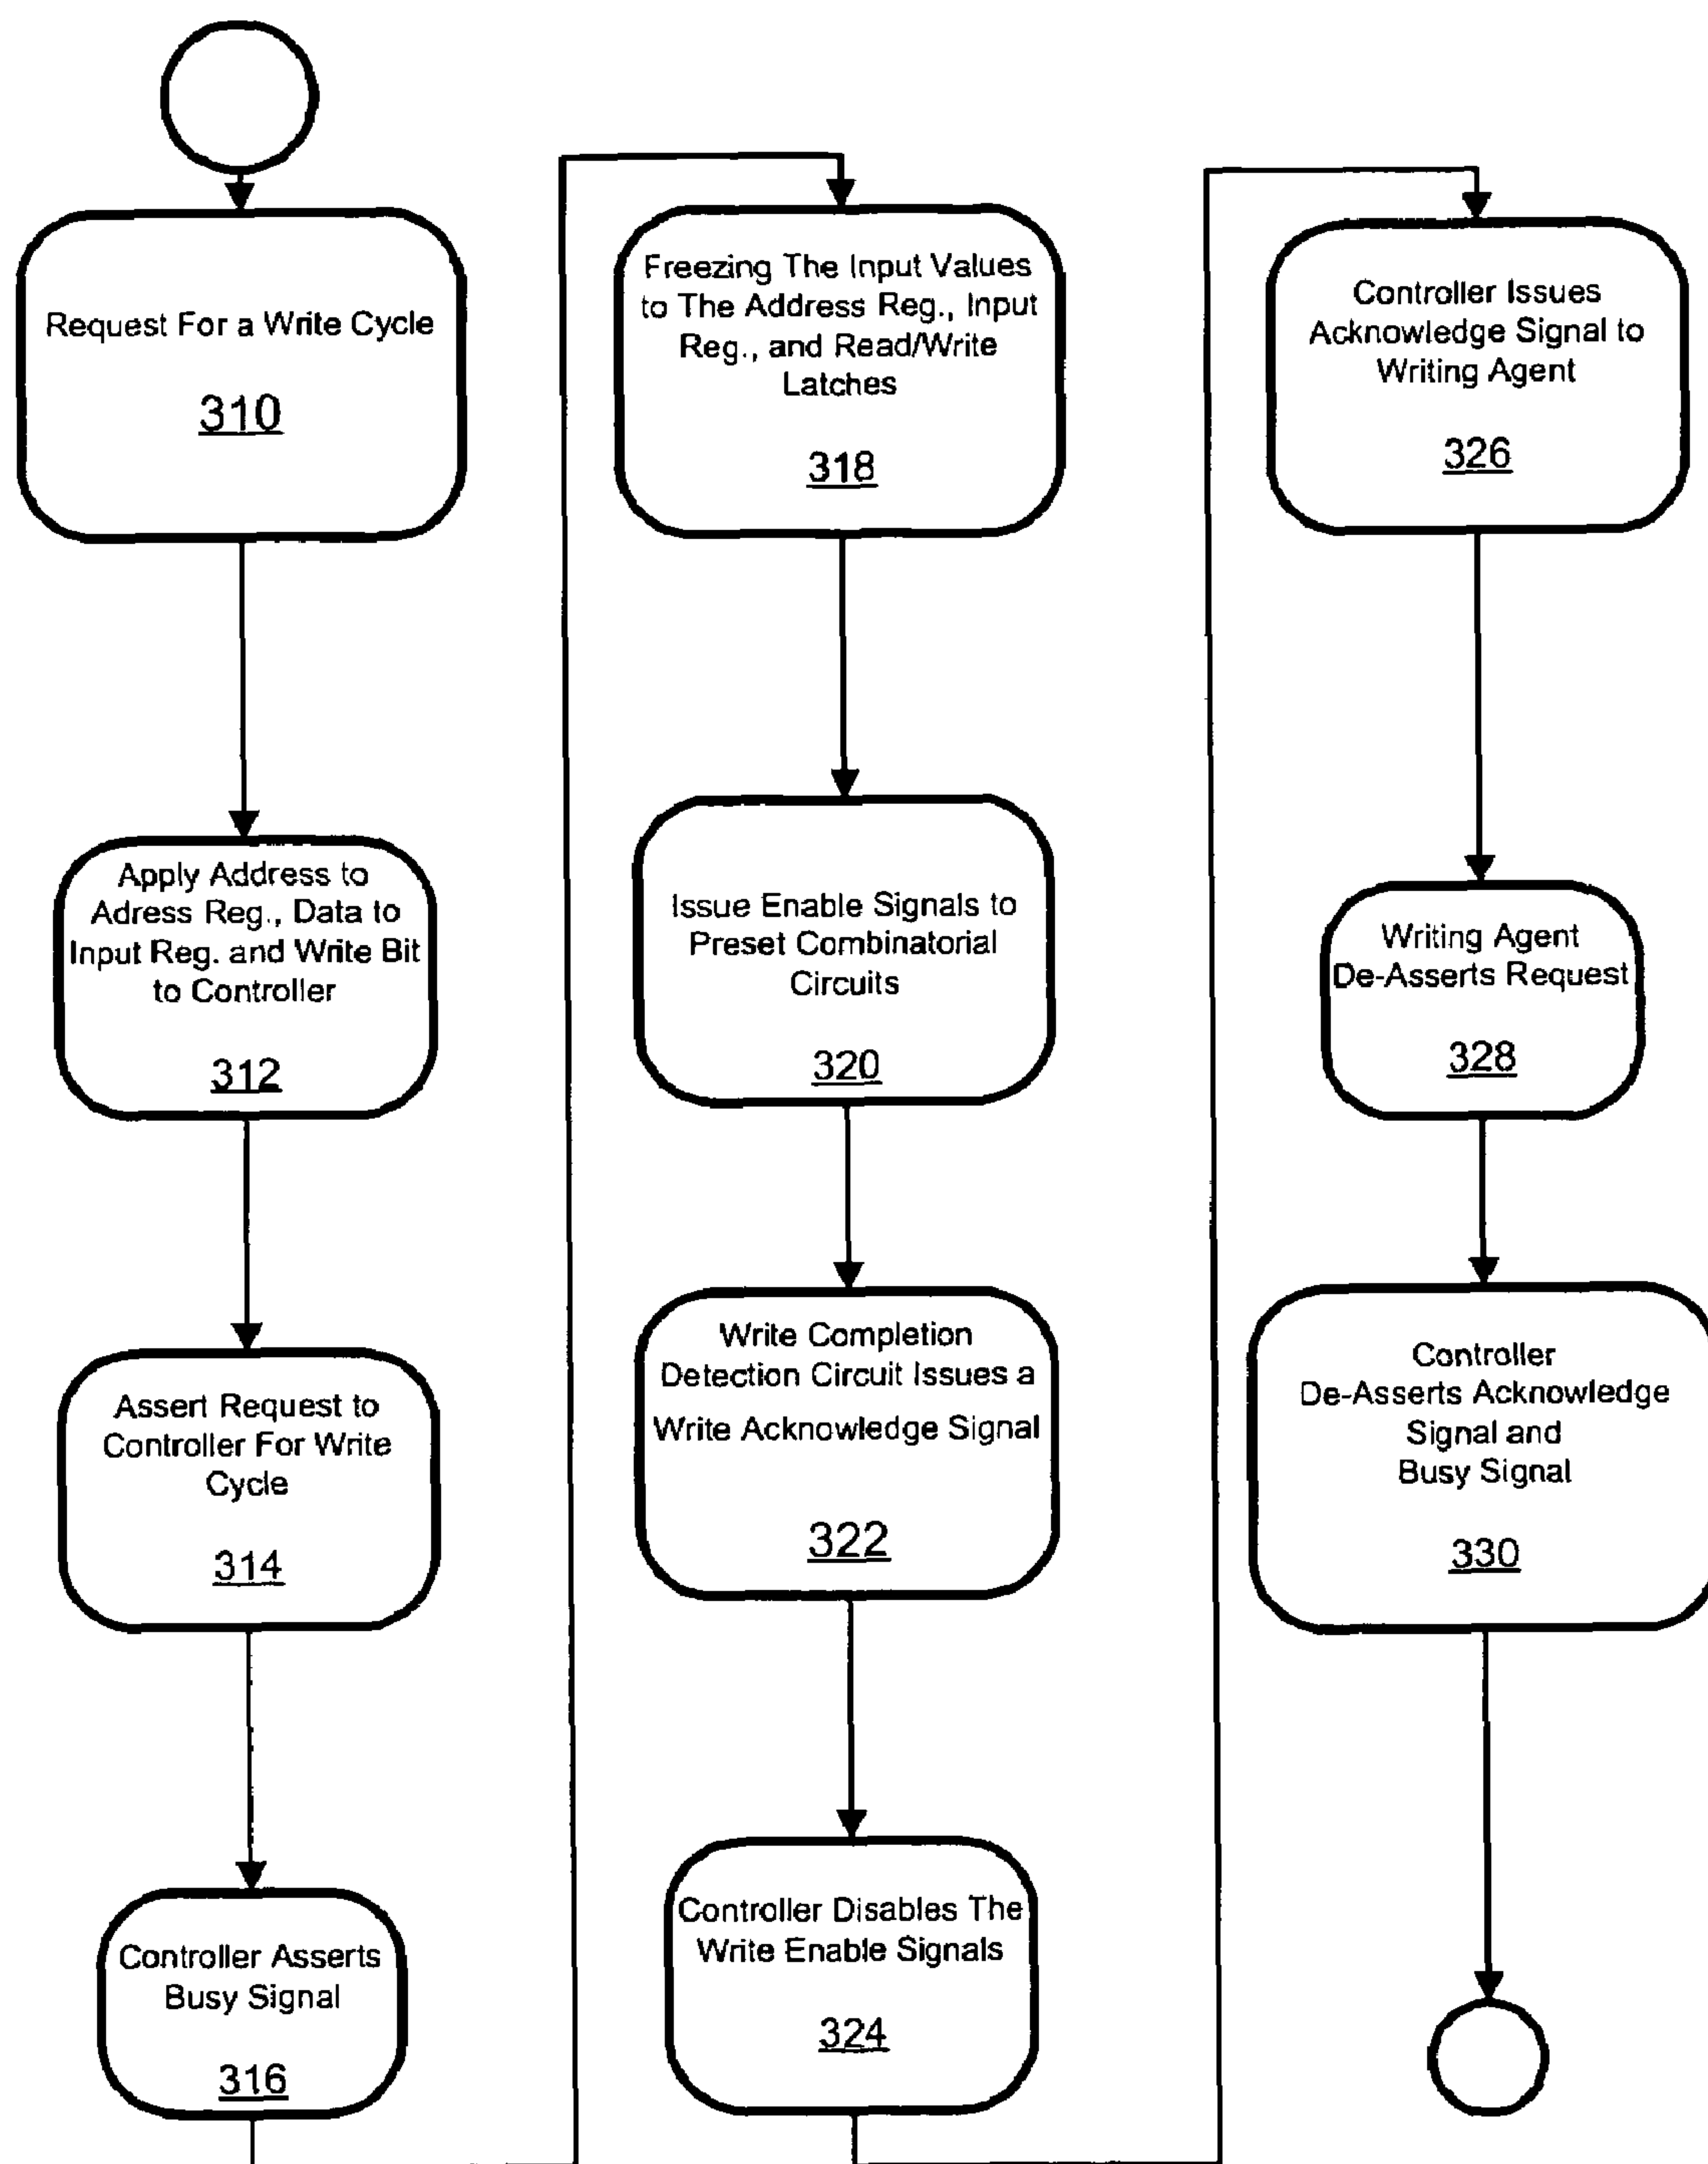 Request For a Write Cycle
310
Apply Address to
Adress Reg., Data to
Input Reg. and Write Bit
to Controller
312
Assert Request to
Controller For Write
Cycle
314
Controller Asserts
Busy Signal
316
Freezing The Input Values
to The Address Reg., Input
Reg., and Read/Write
Latches
318
Issue Enable Signals to
Preset Combinatorial
Circuits
320
Write Completion
Detection Circuit Issues a
Write Acknowledge Signal
322
Controller Disables The
Write Enable Signals
324
Controller Issues
Acknowledge Signal to
Writing Agent
326
Writing Agent
De-Asserts Request
328
Controller
De-Asserts Acknowledge
Signal and
Busy Signal
330